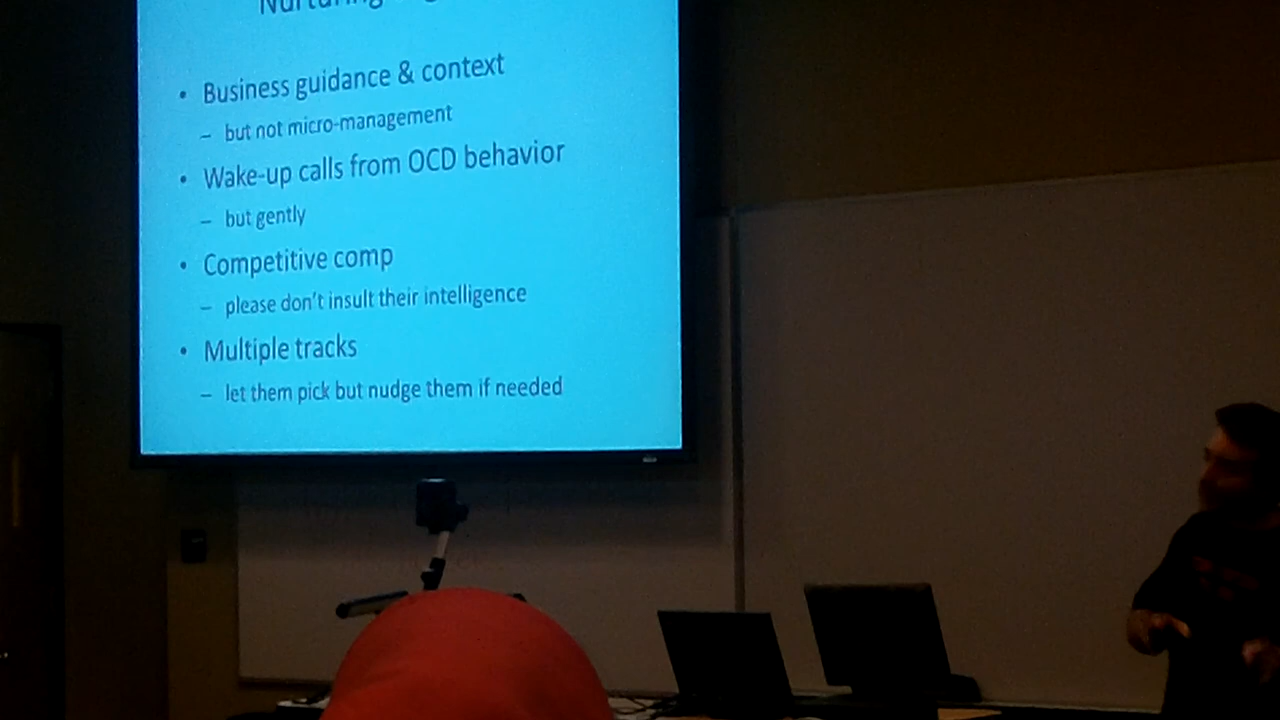 Nurturing
• Business guidance & context
– but not micro-management
• Wake-up calls from OCD behavior
– but gently
• Competitive comp
– please don't insult their intelligence
• Multiple tracks
– let them pick but nudge them if needed